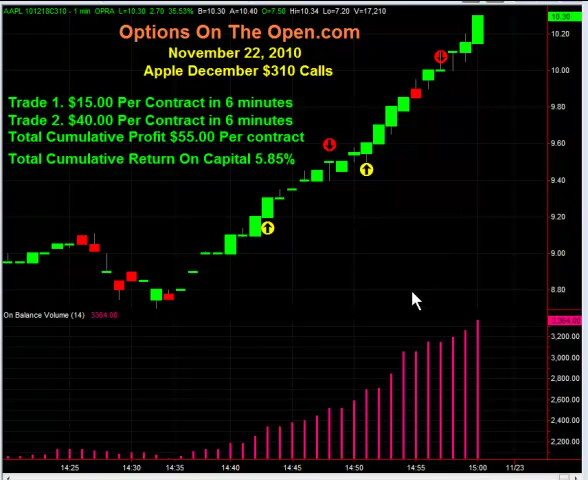 AAPL 101218C310 - 1 min OPRA L=10.30 2.70 35.53% B=10.30 A=10.40 O=7.50 Hi=10.34 Lo=7.20 V=17,210
Options On The Open.com
November 22, 2010
Apple December $310 Calls
Trade 1. $15.00 Per Contract in 6 minutes
Trade 2. $40.00 Per Contract in 6 minutes
Total Cumulative Profit $55.00 Per contract
Total Cumulative Return On Capital 5.85%
10.30
10.20
10.00
9.80
9.60
9.40
9.20
9.00
8.80
On Balance Volume (14) 3364.00
3,364.00
3,200.00
3,000.00
2,800.00
2,600.00
2,400.00
2,200.00
14:25 14:30 14:35 14:40 14:45 14:50 14:55 15:00 11/23